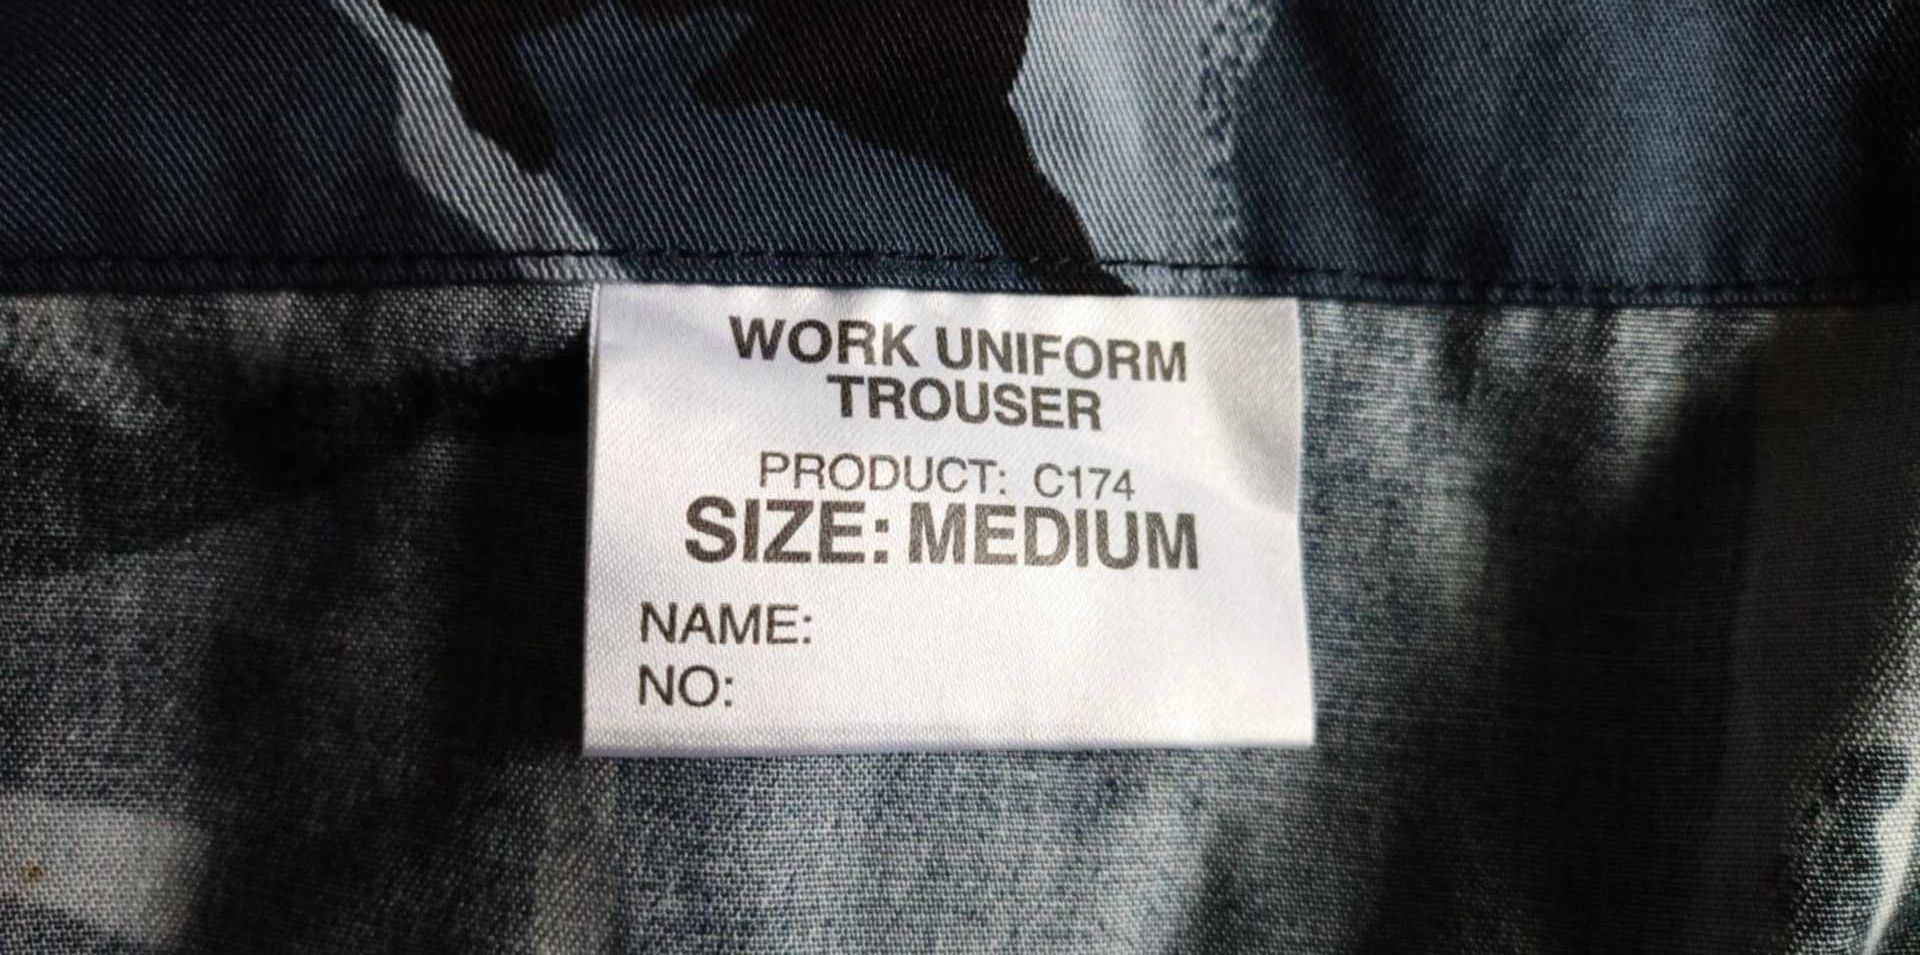 WORK UNIFORM
TROUSER
PRODUCT: C174
SIZE: MEDIUM
NAME:
NO: